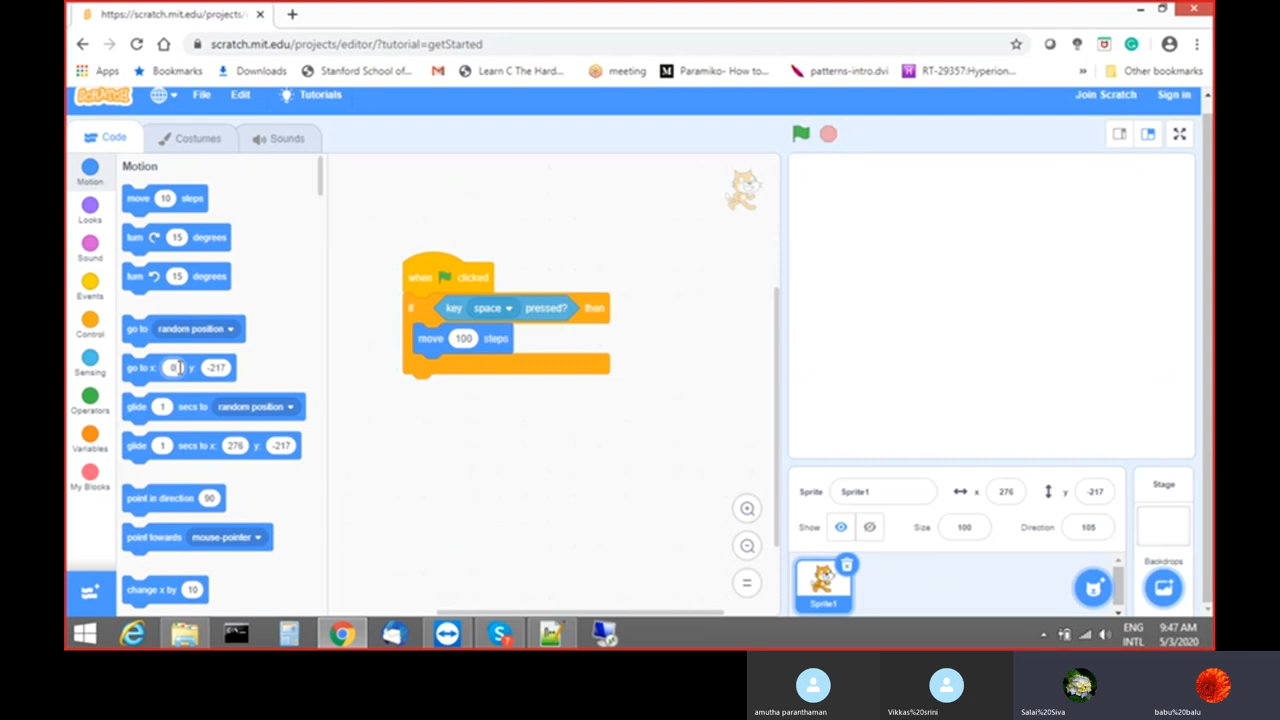 https://scratch.mit.edu/projects/
scratch.mit.edu/projects/editor/?tutorial=getStarted
Apps Bookmarks Downloads Stanford School of... Learn C The Hard... meeting Paramiko- How to... patterns-intro.dvi RT-29357:Hyperion... » Other bookmarks
SCRATCH File Edit Tutorials Join Scratch Sign in
Code Costumes Sounds
Motion
Looks
Sound
Events
Control
Sensing
Operators
Variables
My Blocks
Motion
move 10 steps
turn 15 degrees
turn 15 degrees
go to random position
go to x: 0 y: -217
glide 1 secs to random position
glide 1 secs to x: 276 y: -217
point in direction 90
point towards mouse-pointer
change x by 10
when clicked
if key space pressed? then
move 100 steps
Sprite Sprite1 x 276 y -217
Show Size 100 Direction 105
Sprite1
Stage
Backdrops
ENG 9:47 AM
INTL 5/3/2020
amutha paranthaman Vikkas%20srini Salai%20Siva babu%20balu